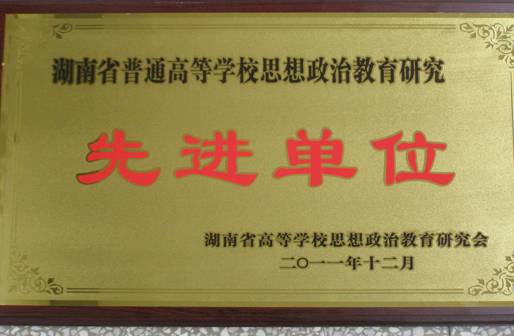 湖南省普通高等学校思想政治教育研究
先进单位
湖南省高等学校思想政治教育研究会
二〇一一年十二月